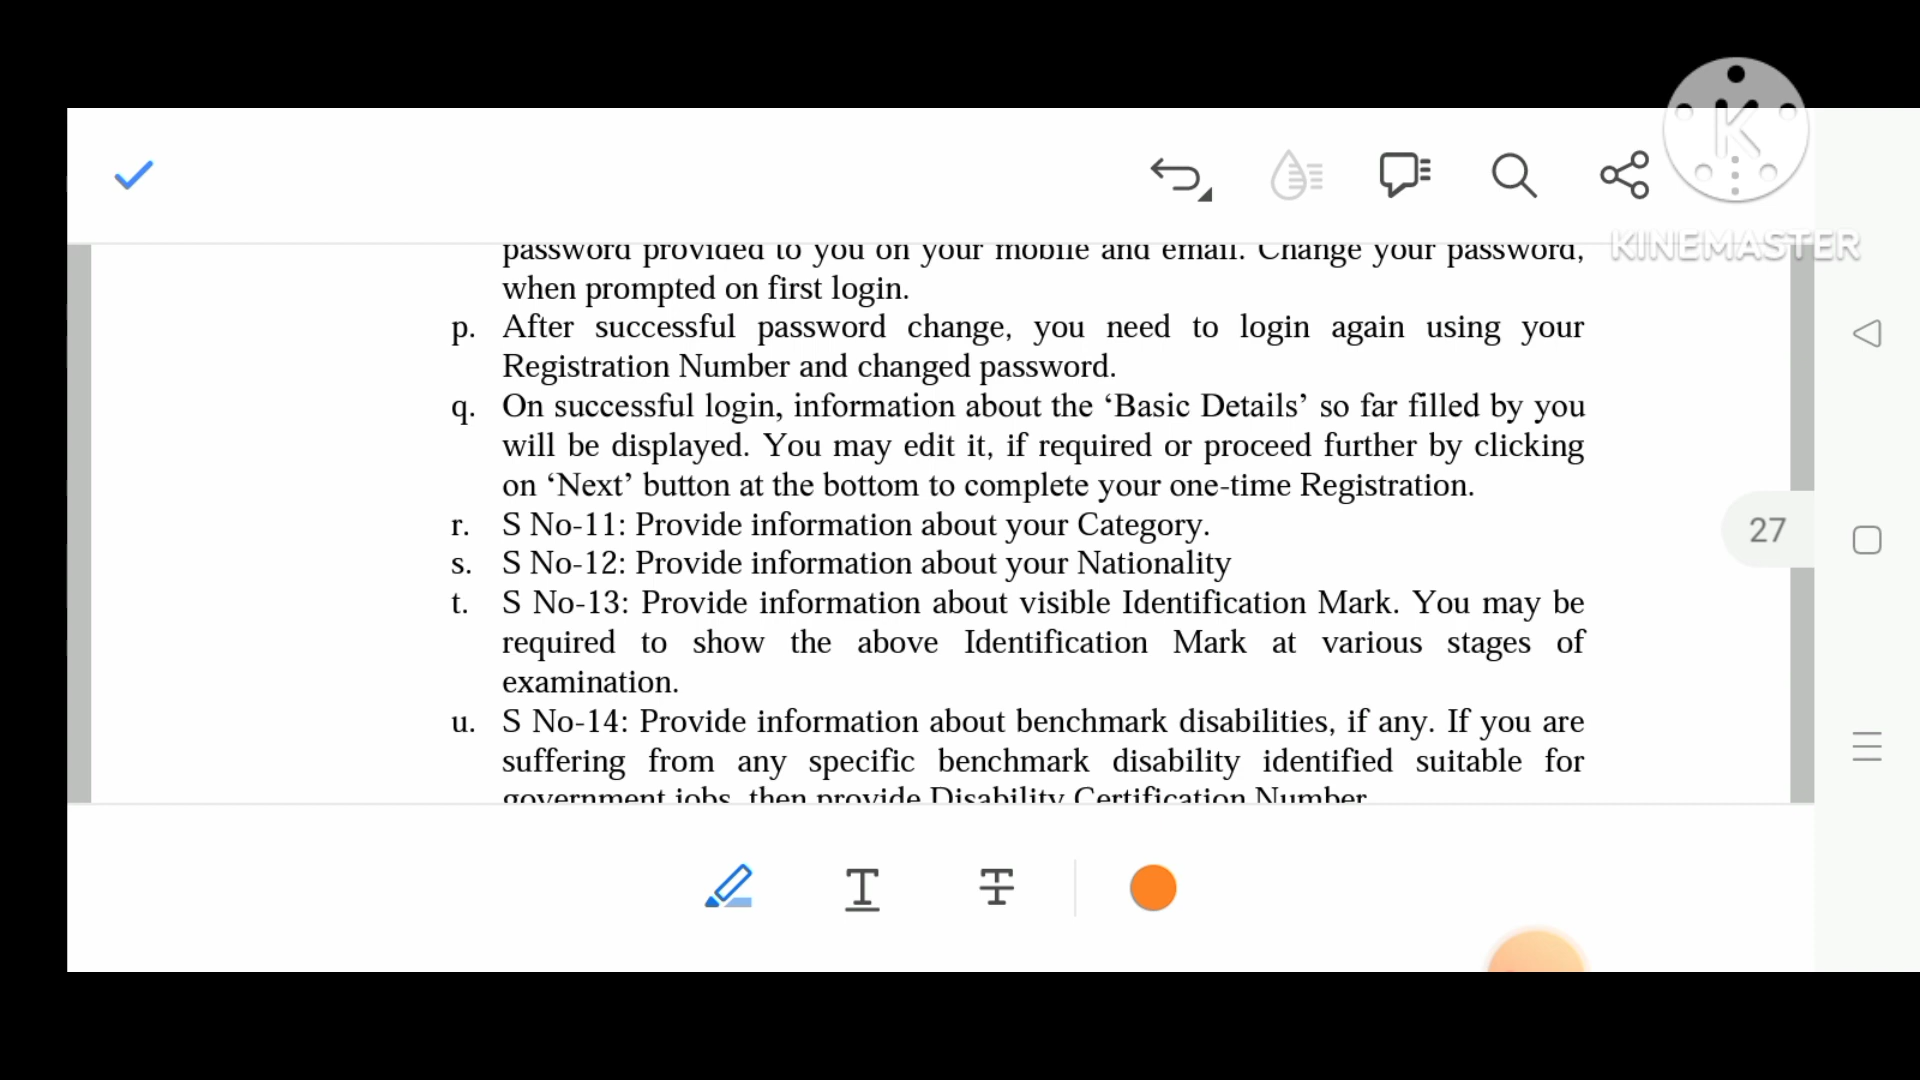 K
KINEMASTER
password provided to you on your mobile and email. Change your password,
when prompted on first login.
p. After successful password change, you need to login again using your
Registration Number and changed password.
q. On successful login, information about the ‘Basic Details’ so far filled by you
will be displayed. You may edit it, if required or proceed further by clicking
on ‘Next’ button at the bottom to complete your one-time Registration.
r. S No-11: Provide information about your Category.
27
s. S No-12: Provide information about your Nationality
t. S No-13: Provide information about visible Identification Mark. You may be
required to show the above Identification Mark at various stages of
examination.
u. S No-14: Provide information about benchmark disabilities, if any. If you are
suffering from any specific benchmark disability identified suitable for
government jobs, then provide Disability Certification Number